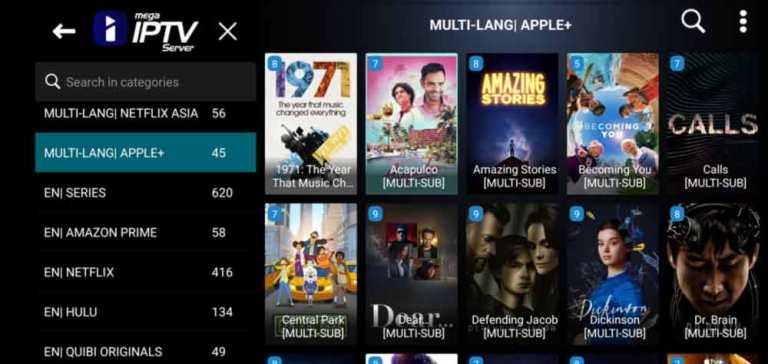 mega
IPTV
Server
Search in categories
MULTI-LANG| NETFLIX ASIA 56
MULTI-LANG| APPLE+ 45
EN| SERIES 620
EN| AMAZON PRIME 58
EN| NETFLIX 416
EN| HULU 134
EN| QUIBI ORIGINALS 49
MULTI-LANG| APPLE+
8 7 8 5 7
1971
The year that music
changed everything
AMAZING
STORIES
BECOMING
YOU
CALLS
1971: The Year
That Music Ch...
Acapulco
[MULTI-SUB]
Amazing Stories
[MULTI-SUB]
Becoming You
[MULTI-SUB]
Calls
[MULTI-SUB]
7 9 9 9 8
Dear...
Dickinson
Central Park
[MULTI-SUB]
Dear...
[MULTI-SUB]
Defending Jacob
[MULTI-SUB]
Dickinson
[MULTI-SUB]
Dr. Brain
[MULTI-SUB]